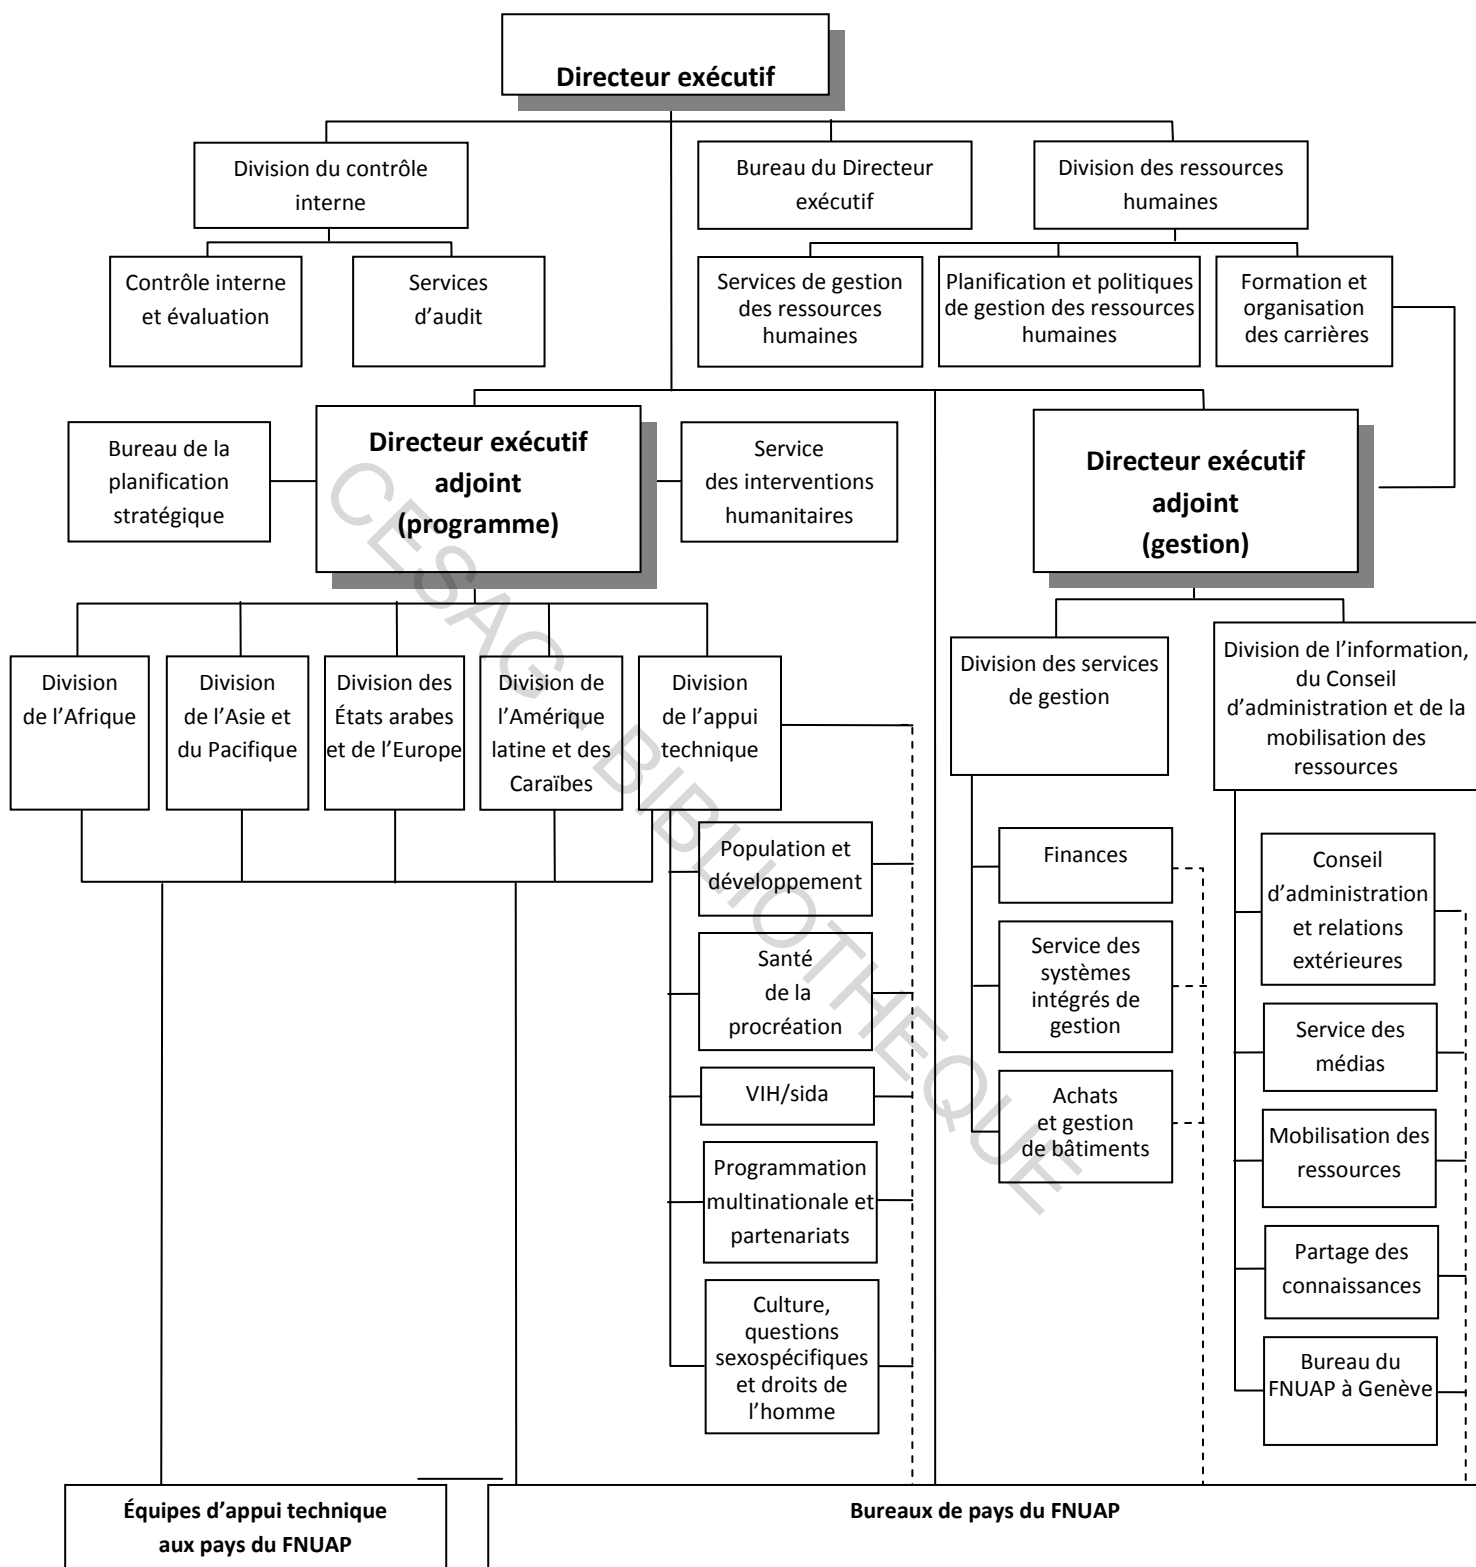 Directeur exécutif
Division du contrôle
interne
Bureau du Directeur
exécutif
Division des ressources
humaines
Contrôle interne
et évaluation
Services
d’audit
Services de gestion
des ressources
humaines
Planification et politiques
de gestion des ressources
humaines
Formation et
organisation
des carrières
Bureau de la
planification
stratégique
Directeur exécutif
adjoint
(programme)
Service
des interventions
humanitaires
Directeur exécutif
adjoint
(gestion)
Division
de l’Afrique
Division
de l’Asie et
du Pacifique
Division des
États arabes
et de l’Europe
Division de
l’Amérique
latine et des
Caraïbes
Division
de l’appui
technique
Division des services
de gestion
Division de l’information,
du Conseil
d’administration et de la
mobilisation des
ressources
Population et
développement
Santé
de la
procréation
VIH/sida
Programmation
multinationale et
partenariats
Culture,
questions
sexospécifiques
et droits de
l’homme
Finances
Service des
systèmes
intégrés de
gestion
Achats
et gestion
de bâtiments
Conseil
d’administration
et relations
extérieures
Service des
médias
Mobilisation des
ressources
Partage des
connaissances
Bureau du
FNUAP à Genève
Équipes d’appui technique
aux pays du FNUAP
Bureaux de pays du FNUAP
CESAG - BIBLIOTHEQUE